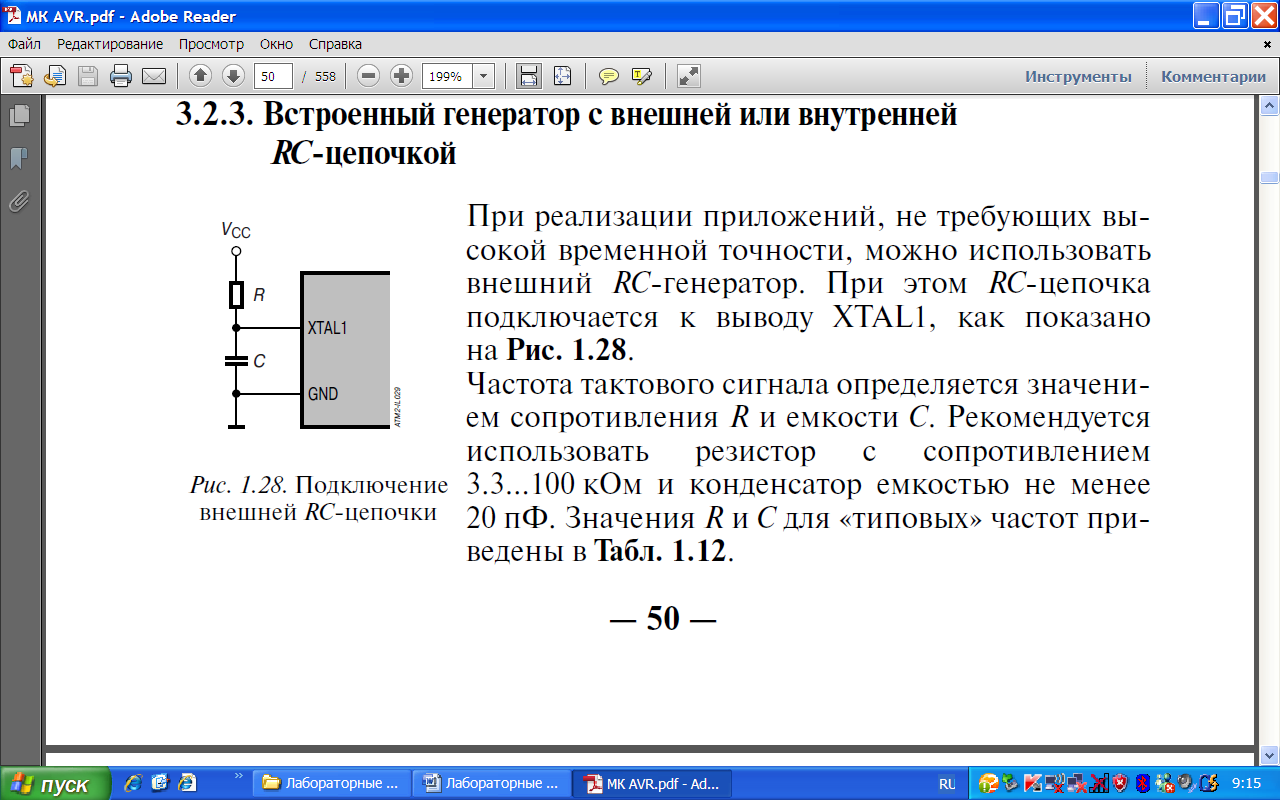 MK AVR.pdf - Adobe Reader
Файл Редактирование Просмотр Окно Справка
50 / 558 199% Инструменты Комментарии
3.2.3. Встроенный генератор с внешней или внутренней
RC-цепочкой
VCC
R
XTAL1
C
GND
ATM2-IL029
Рис. 1.28. Подключение
внешней RC-цепочки
При реализации приложений, не требующих вы-
сокой временной точности, можно использовать
внешний RC-генератор. При этом RC-цепочка
подключается к выводу XTAL1, как показано
на Рис. 1.28.
Частота тактового сигнала определяется значени-
ем сопротивления R и емкости C. Рекомендуется
использовать резистор с сопротивлением
3.3...100 кОм и конденсатор емкостью не менее
20 пФ. Значения R и C для «типовых» частот при-
ведены в Табл. 1.12.
— 50 —
пуск » Лабораторные ... Лабораторные ... MK AVR.pdf - Ad... RU 9:15